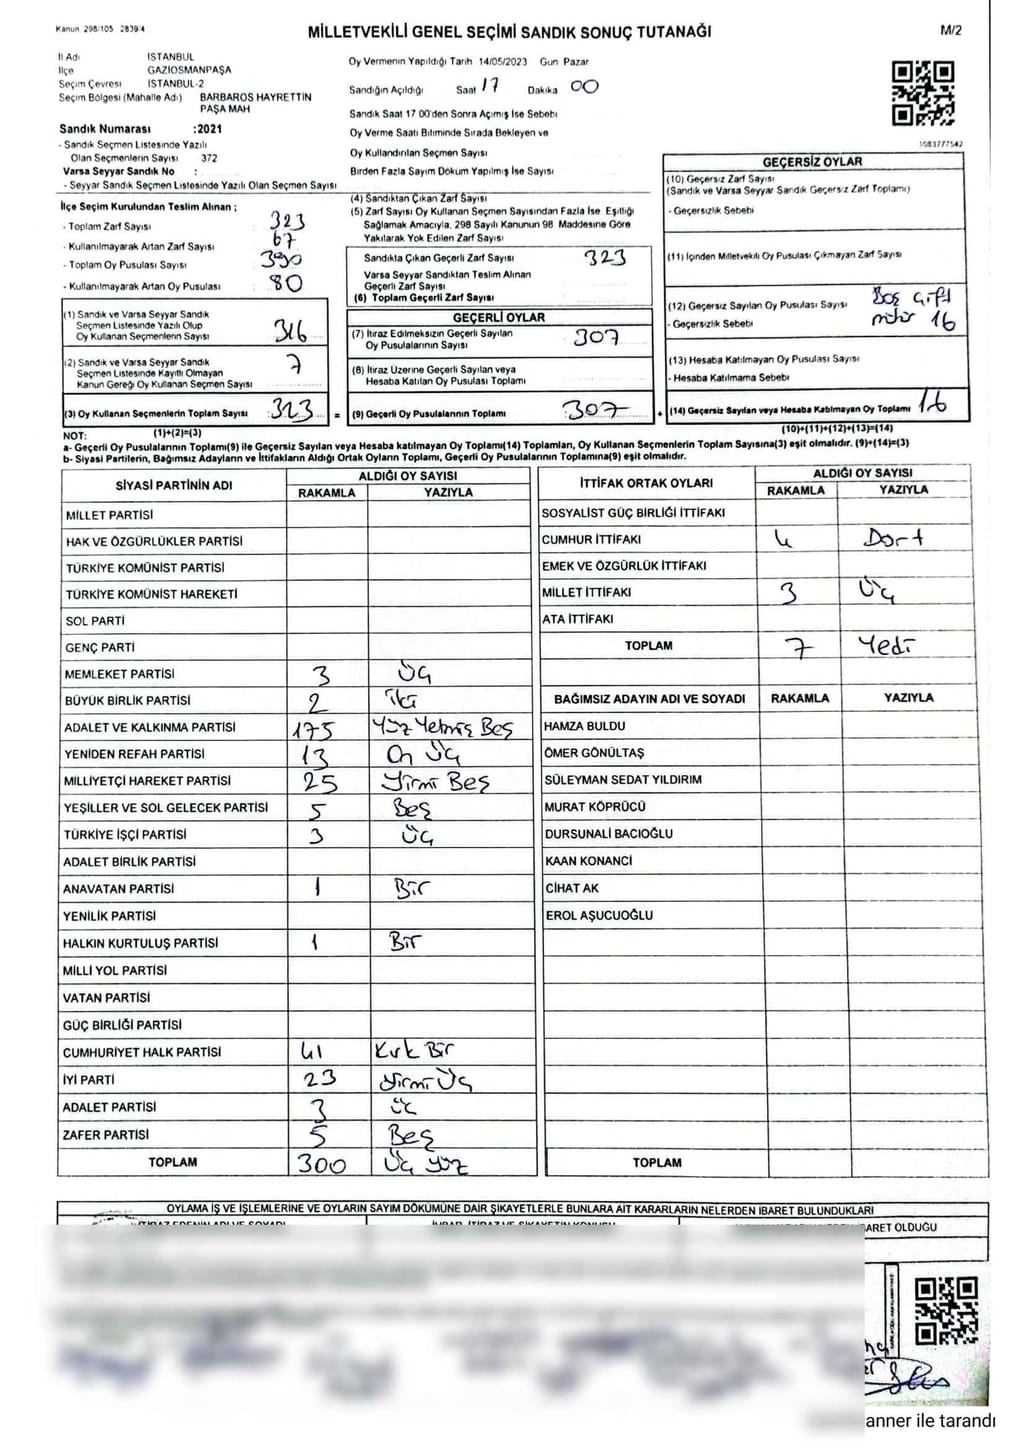 Kanun 298/105 2839/4
MİLLETVEKİLİ GENEL SEÇİMİ SANDIK SONUÇ TUTANAĞI
M/2
İl Adı İSTANBUL
İlçe GAZİOSMANPAŞA
Seçim Çevresi İSTANBUL-2
Seçim Bölgesi (Mahalle Adı) BARBAROS HAYRETTİN
PAŞA MAH
Sandık Numarası :2021
- Sandık Seçmen Listesinde Yazılı
Olan Seçmenlerin Sayısı 372
Varsa Seyyar Sandık No :
- Seyyar Sandık Seçmen Listesinde Yazılı Olan Seçmen Sayısı
Oy Vermenin Yapıldığı Tarih 14/05/2023 Gün Pazar
Sandığın Açıldığı Saat 17 Dakika 00
Sandık Saat 17 00'den Sonra Açımış İse Sebebi
Oy Verme Saati Bitiminde Sırada Bekleyen ve
Oy Kullandırılan Seçmen Sayısı
Birden Fazla Sayım Döküm Yapılmış İse Sayısı
1083777542
İlçe Seçim Kurulundan Teslim Alınan ;
- Toplam Zarf Sayısı 323
- Kullanılmayarak Artan Zarf Sayısı 67
- Toplam Oy Pusulası Sayısı 390
- Kullanılmayarak Artan Oy Pusulası 80
(1) Sandık ve Varsa Seyyar Sandık
Seçmen Listesinde Yazılı Olup
Oy Kullanan Seçmenlerin Sayısı 316
(2) Sandık ve Varsa Seyyar Sandık
Seçmen Listesinde Kayıtlı Olmayan
Kanun Gereği Oy Kullanan Seçmen Sayısı 7
(3) Oy Kullanan Seçmenlerin Toplam Sayısı 323 =
(4) Sandıktan Çıkan Zarf Sayısı
(5) Zarf Sayısı Oy Kullanan Seçmen Sayısından Fazla İse. Eşitliği
Sağlamak Amacıyla, 298 Sayılı Kanunun 98 Maddesine Göre
Yakılarak Yok Edilen Zarf Sayısı
Sandıkta Çıkan Geçerli Zarf Sayısı 323
Varsa Seyyar Sandıktan Teslim Alınan
Geçerli Zarf Sayısı
(6) Toplam Geçerli Zarf Sayısı
GEÇERLİ OYLAR
(7) İtiraz Edilmeksizin Geçerli Sayılan
Oy Pusulalarının Sayısı 307
(8) İtiraz Üzerine Geçerli Sayılan veya
Hesaba Katılan Oy Pusulası Toplamı
(9) Geçerli Oy Pusulalarının Toplamı 307 +
GEÇERSİZ OYLAR
(10) Geçersiz Zarf Sayısı
(Sandık ve Varsa Seyyar Sandık Geçersiz Zarf Toplamı)
- Geçersizlik Sebebi
(11) İçinden Milletvekili Oy Pusulası Çıkmayan Zarf Sayısı
(12) Geçersiz Sayılan Oy Pusulası Sayısı Boş Çift
- Geçersizlik Sebebi mühür 16
(13) Hesaba Katılmayan Oy Pusulası Sayısı
- Hesaba Katılmama Sebebi
(14) Geçersiz Sayılan veya Hesaba Katılmayan Oy Toplamı 16
NOT: (1)+(2)=(3) (10)+(11)+(12)+(13)=(14)
a- Geçerli Oy Pusulalarının Toplamı(9) ile Geçersiz Sayılan veya Hesaba katılmayan Oy Toplamı(14) Toplamları, Oy Kullanan Seçmenlerin Toplam Sayısına(3) eşit olmalıdır. (9)+(14)=(3)
b- Siyasi Partilerin, Bağımsız Adayların ve İttifakların Aldığı Ortak Oyların Toplamı, Geçerli Oy Pusulalarının Toplamına(9) eşit olmalıdır.
SİYASİ PARTİNİN ADI ALDIĞI OY SAYISI
RAKAMLA YAZIYLA
MİLLET PARTİSİ
HAK VE ÖZGÜRLÜKLER PARTİSİ
TÜRKİYE KOMÜNİST PARTİSİ
TÜRKİYE KOMÜNİST HAREKETİ
SOL PARTİ
GENÇ PARTİ
MEMLEKET PARTİSİ 3 Üç
BÜYÜK BİRLİK PARTİSİ 2 iki
ADALET VE KALKINMA PARTİSİ 175 Yüz Yetmiş Beş
YENİDEN REFAH PARTİSİ 13 On Üç
MİLLİYETÇİ HAREKET PARTİSİ 25 Yirmi Beş
YEŞİLLER VE SOL GELECEK PARTİSİ 5 Beş
TÜRKİYE İŞÇİ PARTİSİ 3 Üç
ADALET BİRLİK PARTİSİ
ANAVATAN PARTİSİ 1 Bir
YENİLİK PARTİSİ
HALKIN KURTULUŞ PARTİSİ 1 Bir
MİLLİ YOL PARTİSİ
VATAN PARTİSİ
GÜÇ BİRLİĞİ PARTİSİ
CUMHURİYET HALK PARTİSİ 41 Kırk Bir
İYİ PARTİ 23 Yirmi Üç
ADALET PARTİSİ 3 üç
ZAFER PARTİSİ 5 Beş
TOPLAM 300 Üç yüz
İTTİFAK ORTAK OYLARI ALDIĞI OY SAYISI
RAKAMLA YAZIYLA
SOSYALİST GÜÇ BİRLİĞİ İTTİFAKI
CUMHUR İTTİFAKI 4 Dört
EMEK VE ÖZGÜRLÜK İTTİFAKI
MİLLET İTTİFAKI 3 Üç
ATA İTTİFAKI
TOPLAM 7 Yedi
BAĞIMSIZ ADAYIN ADI VE SOYADI RAKAMLA YAZIYLA
HAMZA BULDU
ÖMER GÖNÜLTAŞ
SÜLEYMAN SEDAT YILDIRIM
MURAT KÖPRÜCÜ
DURSUNALİ BACIOĞLU
KAAN KONANCİ
CİHAT AK
EROL AŞUCUOĞLU
TOPLAM
OYLAMA İŞ VE İŞLEMLERİNE VE OYLARIN SAYIM DÖKÜMÜNE DAİR ŞİKAYETLERLE BUNLARA AİT KARARLARIN NELERDEN İBARET BULUNDUKLARI
BARET OLDUĞU
anner ile tarandı